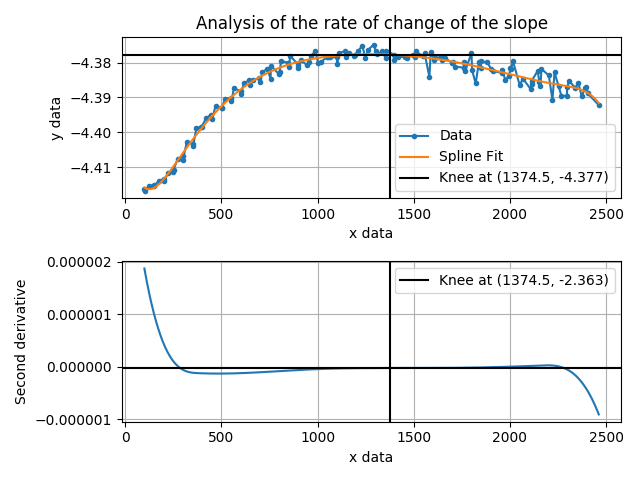 Analysis of the rate of change of the slope
−4.38
−4.39
−4.40
−4.41
y data
Data
Spline Fit
Knee at (1374.5, -4.377)
0 500 1000 1500 2000 2500
x data
0.000002
0.000001
0.000000
−0.000001
Second derivative
Knee at (1374.5, -2.363)
0 500 1000 1500 2000 2500
x data